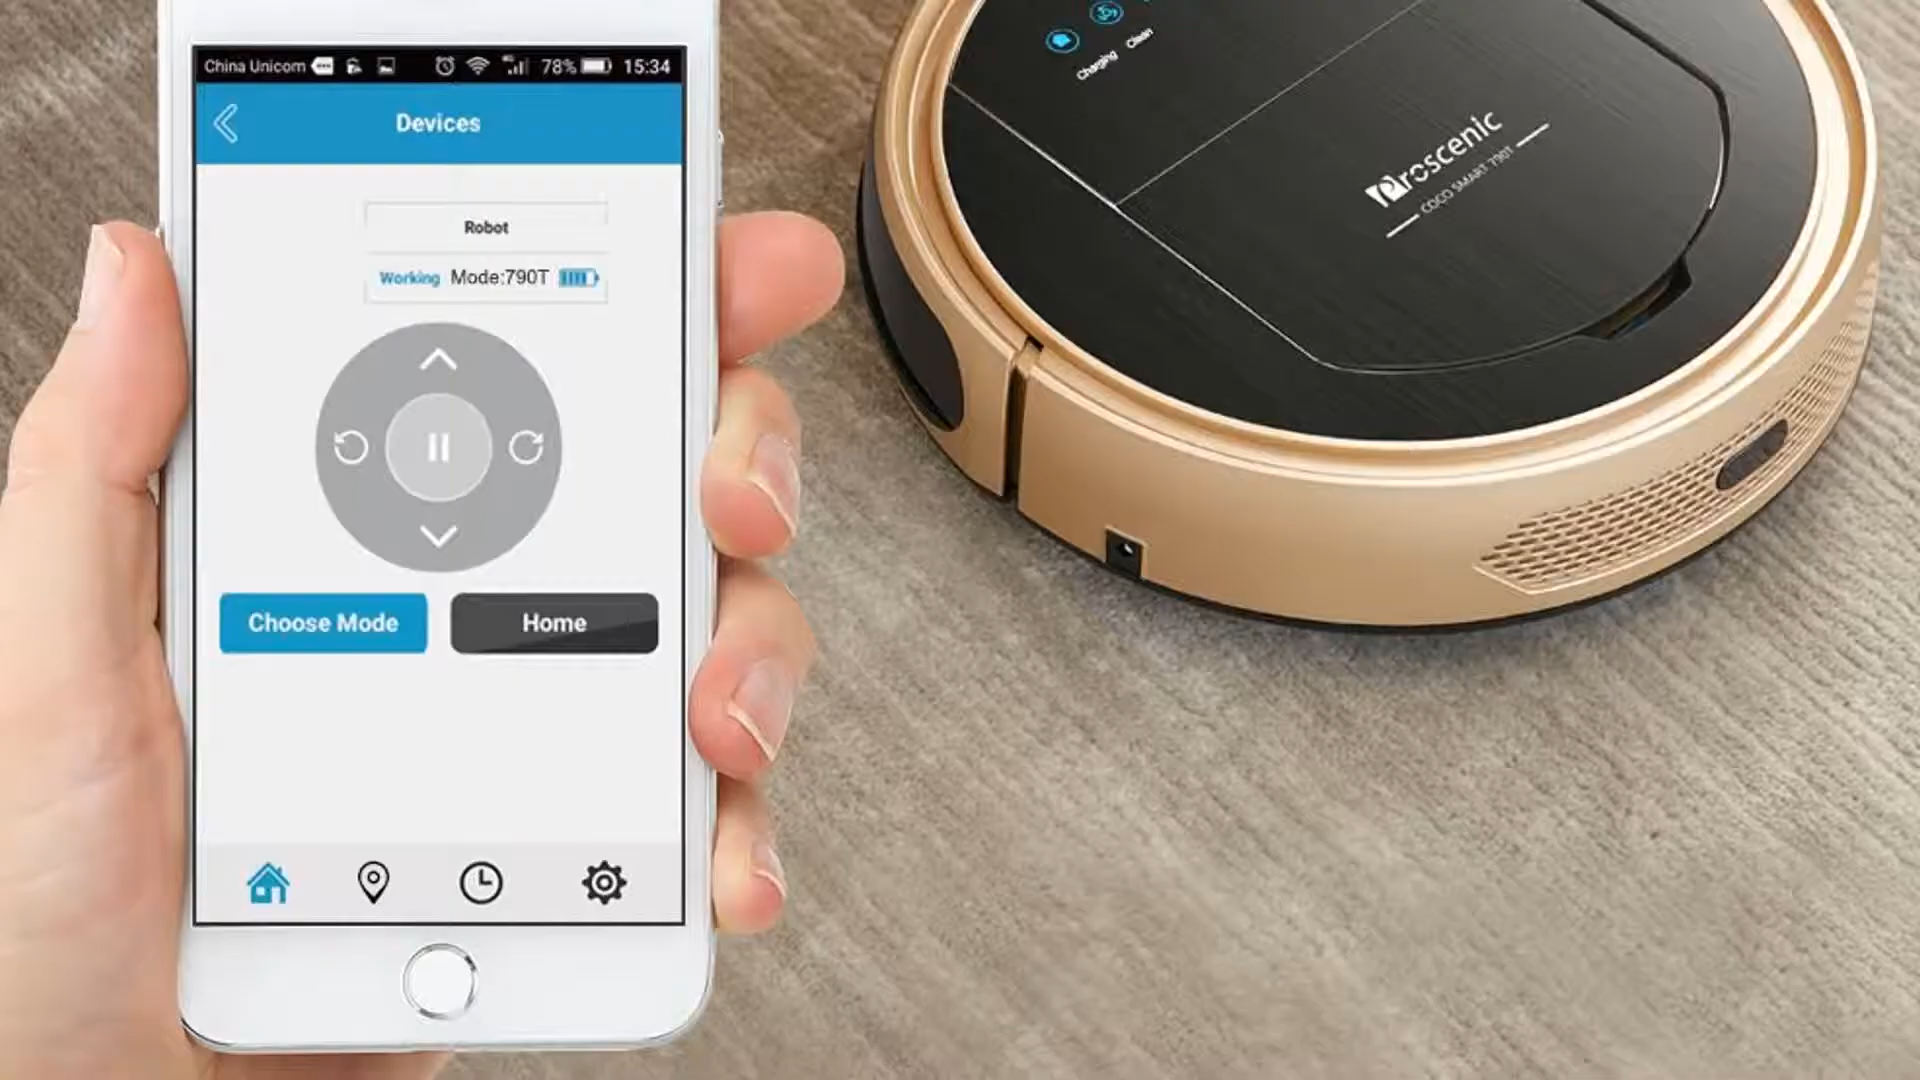 China Unicom 78% 15:34
Devices
Robot
Working Mode:790T
Choose Mode
Home
Charging
Clean
Proscenic
COCO SMART 790T